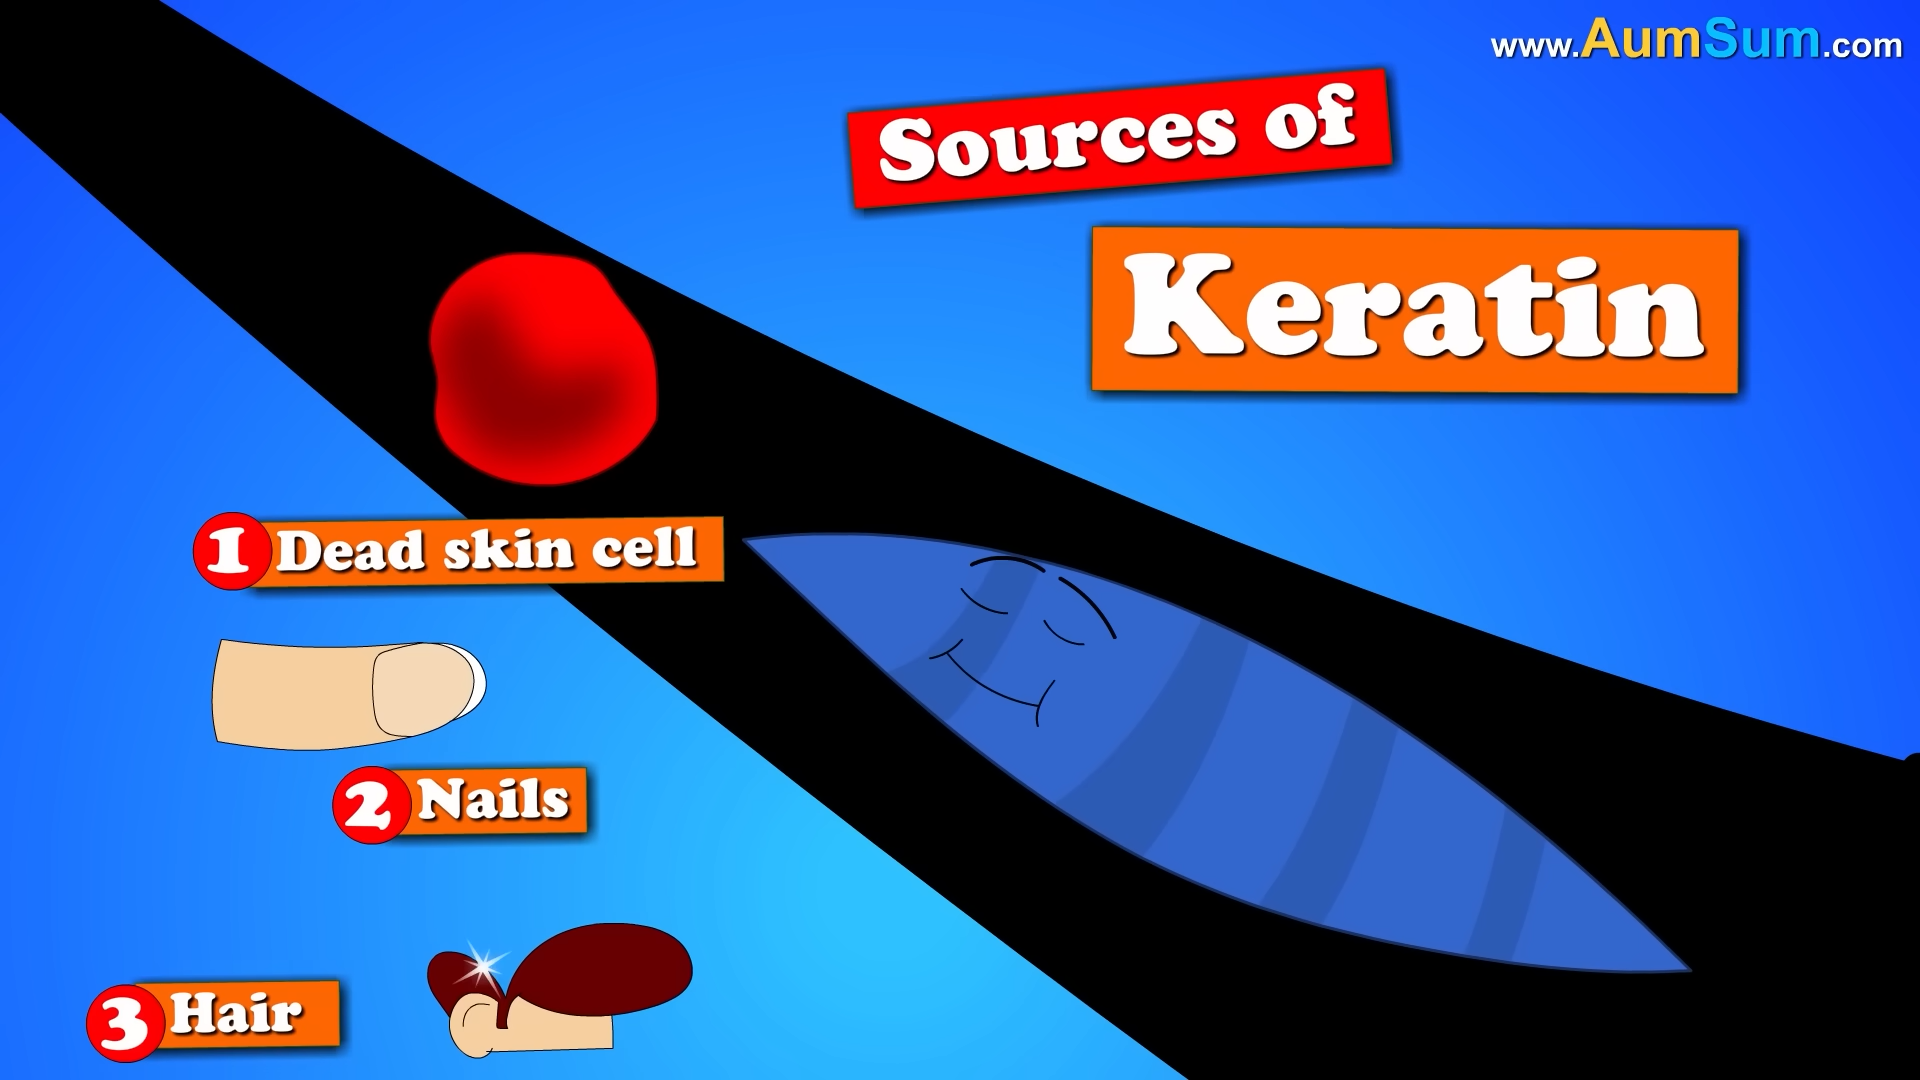 www.AumSum.com
Sources of
Keratin
1 Dead skin cell
2 Nails
3 Hair